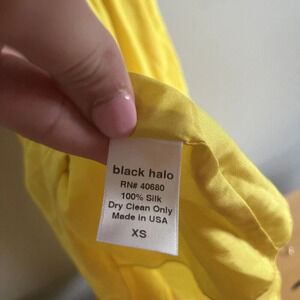 black halo
RN# 40680
100% Silk
Dry Clean Only
Made in USA
XS